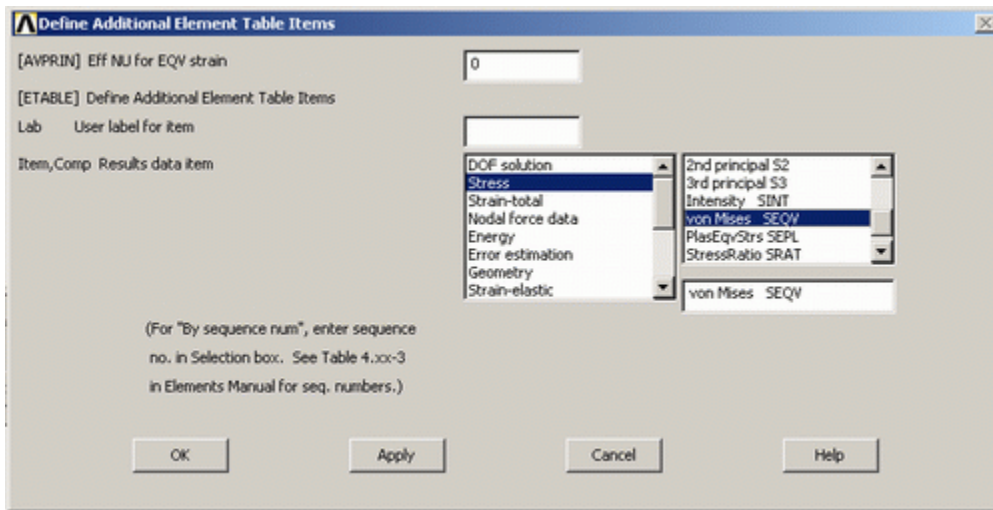 Define Additional Element Table Items
[AVPRIN] Eff NU for EQV strain
0
[ETABLE] Define Additional Element Table Items
Lab User label for item
Item,Comp Results data item
DOF solution
Stress
Strain-total
Nodal force data
Energy
Error estimation
Geometry
Strain-elastic
2nd principal S2
3rd principal S3
Intensity SINT
von Mises SEQV
PlasEqvStrs SEPL
StressRatio SRAT
von Mises SEQV
(For "By sequence num", enter sequence
no. in Selection box. See Table 4.xx-3
in Elements Manual for seq. numbers.)
OK
Apply
Cancel
Help